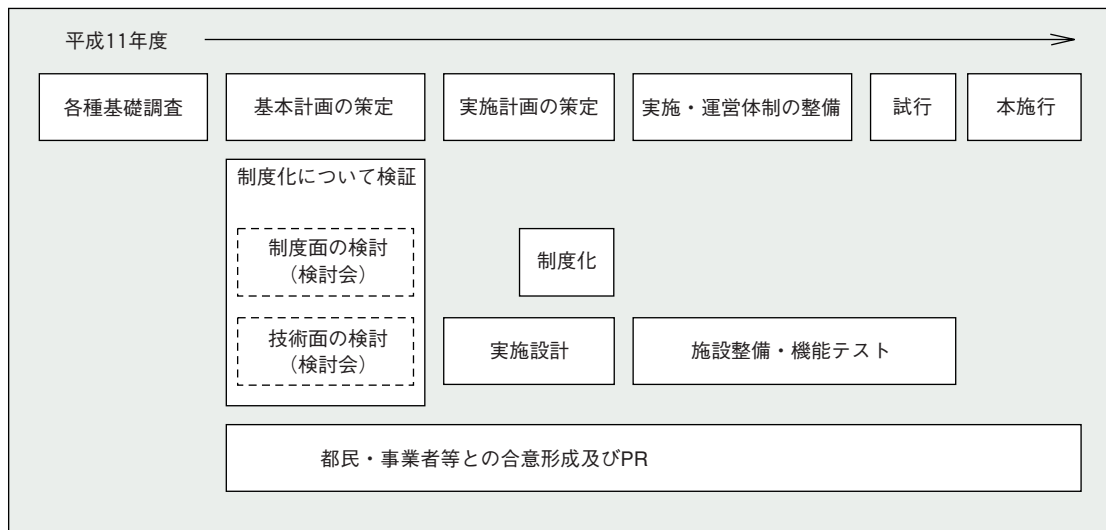 平成11年度
各種基礎調査
基本計画の策定
実施計画の策定
実施・運営体制の整備
試行
本施行
制度化について検証
制度面の検討
（検討会）
制度化
技術面の検討
（検討会）
実施設計
施設整備・機能テスト
都民・事業者等との合意形成及びPR